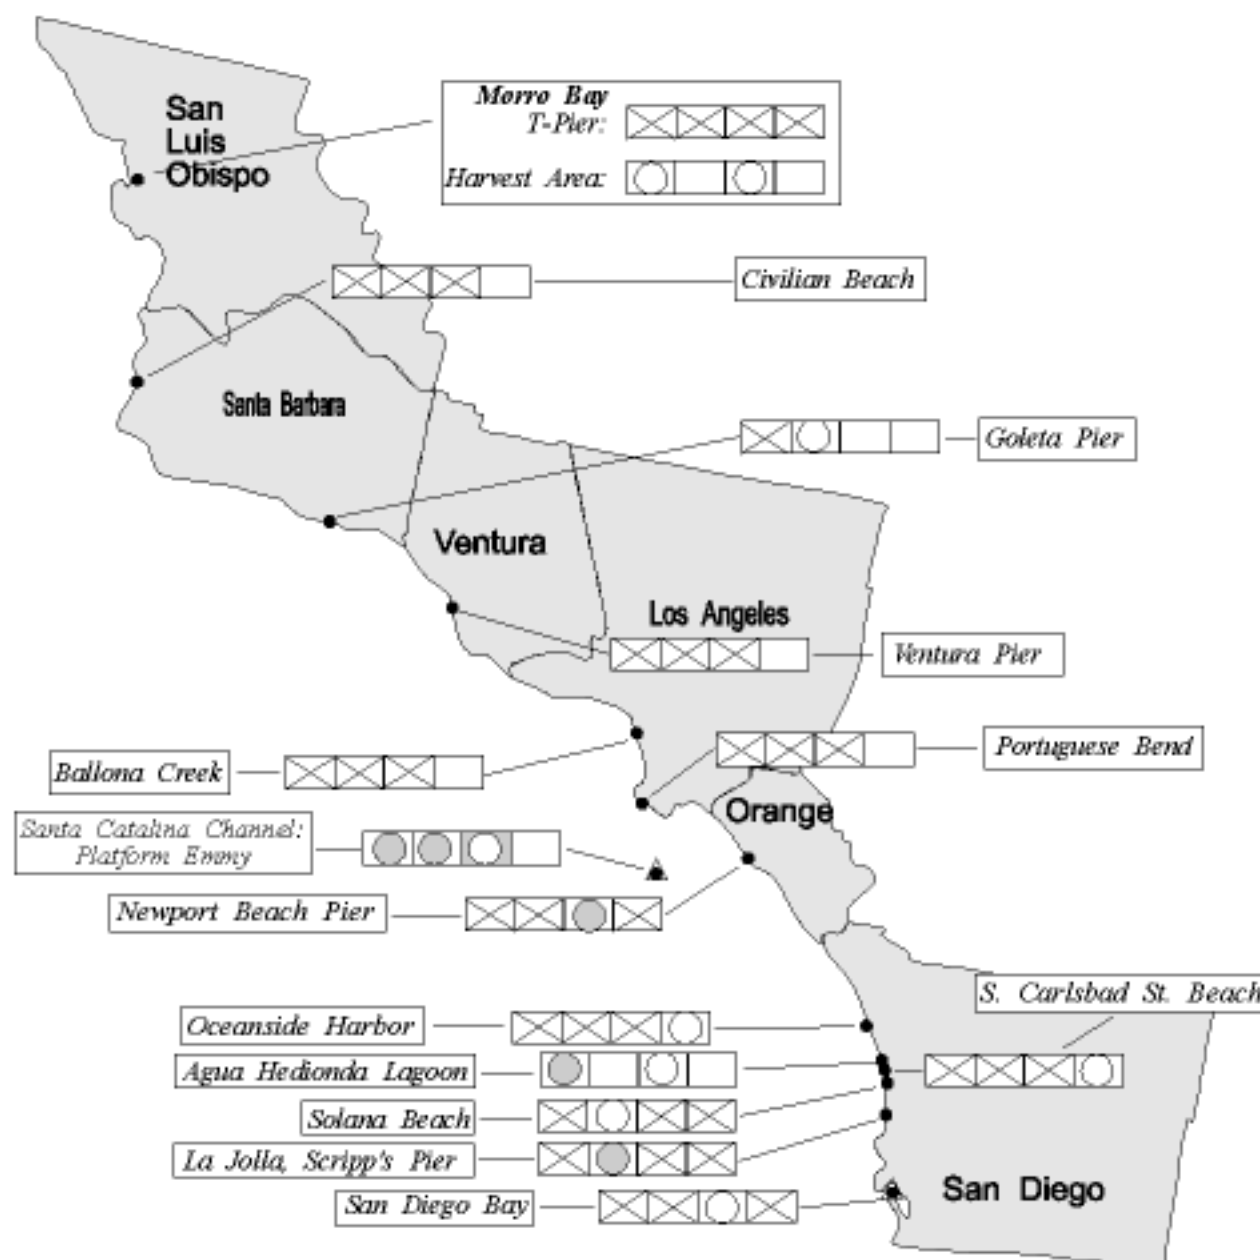 San
Luis
Obispo
Morro Bay
T-Pier:
Harvest Area:
Civilian Beach
Santa Barbara
Goleta Pier
Ventura
Los Angeles
Ventura Pier
Portuguese Bend
Ballona Creek
Orange
Santa Catalina Channel:
Platform Emmy
Newport Beach Pier
S. Carlsbad St. Beach
Oceanside Harbor
Agua Hedionda Lagoon
Solana Beach
La Jolla, Scripp's Pier
San Diego Bay
San Diego